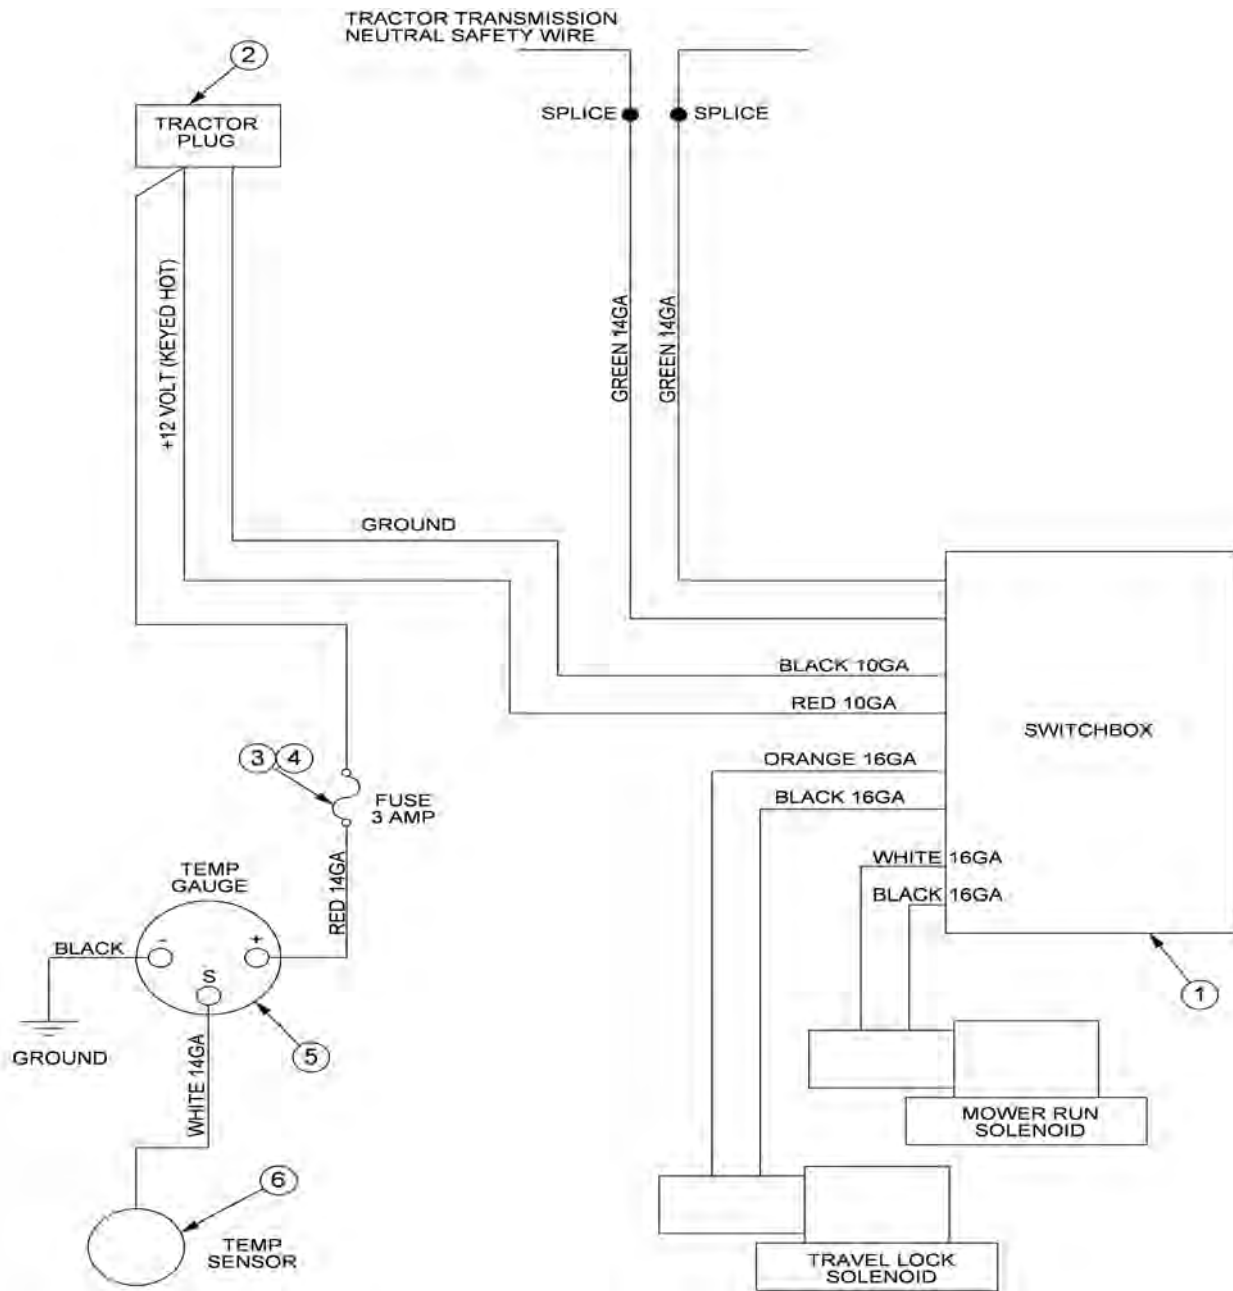 TRACTOR TRANSMISSION
NEUTRAL SAFETY WIRE
2
TRACTOR
PLUG
SPLICE
SPLICE
+12 VOLT (KEYED HOT)
GREEN 14GA
GREEN 14GA
GROUND
BLACK 10GA
RED 10GA
SWITCHBOX
ORANGE 16GA
BLACK 16GA
WHITE 16GA
BLACK 16GA
3
4
FUSE
3 AMP
RED 14GA
TEMP
GAUGE
BLACK
-
+
S
1
GROUND
5
WHITE 14GA
MOWER RUN
SOLENOID
6
TEMP
SENSOR
TRAVEL LOCK
SOLENOID